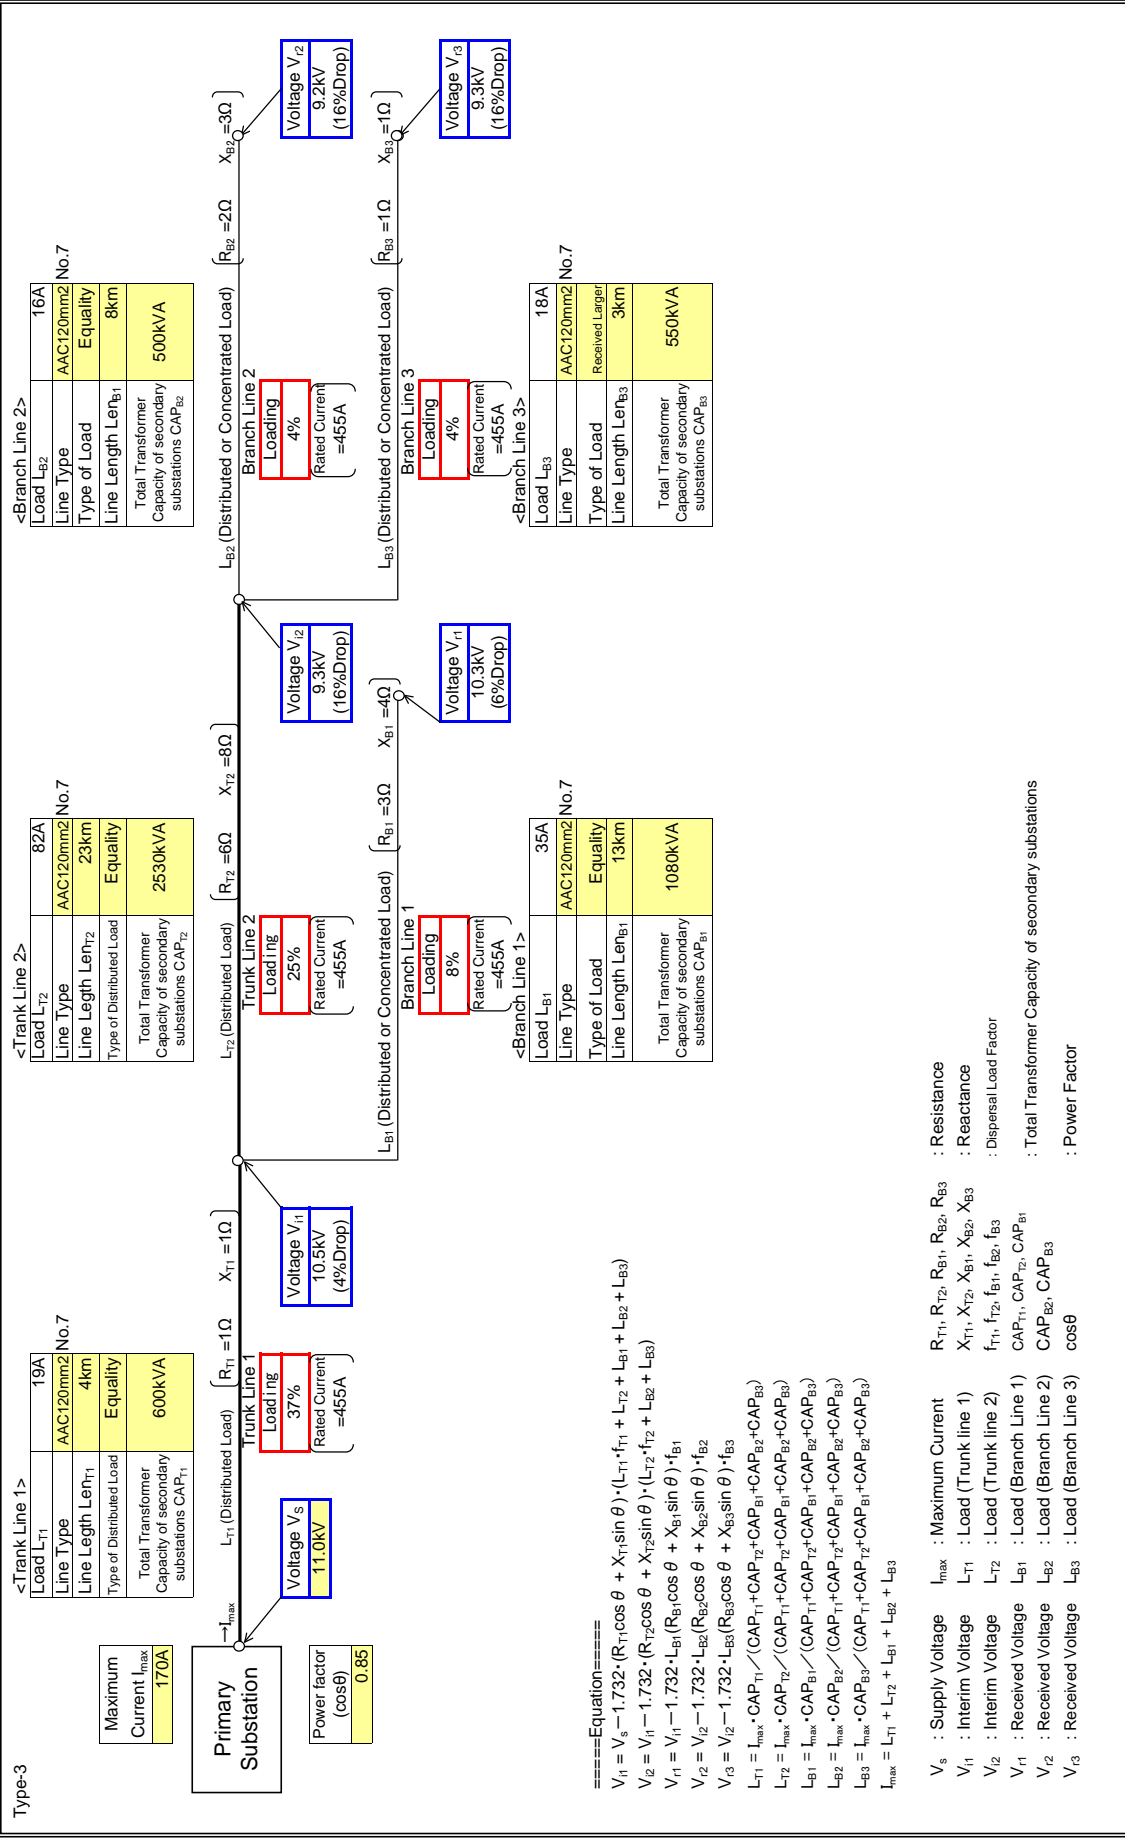 Type-3
Maximum
Current Imax
170A
Primary
Substation
Power factor
(cosθ)
0.85
→Imax
Voltage VS
11.0kV
<Trank Line 1>
Load LT1 19A
Line Type AAC120mm2 No.7
Line Legth LenT1 4km
Type of Distributed Load Equality
Total Transformer
Capacity of secondary
substations CAPT1
600kVA
LT1 (Distributed Load) RT1 =1Ω XT1 =1Ω
Trunk Line 1
Loading
37%
Rated Current
=455A
Voltage Vi1
10.5kV
(4%Drop)
<Trank Line 2>
Load LT2 82A
Line Type AAC120mm2 No.7
Line Legth LenT2 23km
Type of Distributed Load Equality
Total Transformer
Capacity of secondary
substations CAPT2
2530kVA
LT2 (Distributed Load) RT2 =6Ω XT2 =8Ω
Trunk Line 2
Loading
25%
Rated Current
=455A
Voltage Vi2
9.3kV
(16%Drop)
LB1 (Distributed or Concentrated Load) RB1 =3Ω XB1 =4Ω
Branch Line 1
Loading
8%
Rated Current
=455A
Voltage Vr1
10.3kV
(6%Drop)
<Branch Line 1>
Load LB1 35A
Line Type AAC120mm2 No.7
Type of Load Equality
Line Length LenB1 13km
Total Transformer
Capacity of secondary
substations CAPB1
1080kVA
<Branch Line 2>
Load LB2 16A
Line Type AAC120mm2 No.7
Type of Load Equality
Line Length LenB1 8km
Total Transformer
Capacity of secondary
substations CAPB2
500kVA
LB2 (Distributed or Concentrated Load) RB2 =2Ω XB2 =3Ω
Branch Line 2
Loading
4%
Rated Current
=455A
Voltage Vr2
9.2kV
(16%Drop)
LB3 (Distributed or Concentrated Load) RB3 =1Ω XB3 =1Ω
Branch Line 3
Loading
4%
Rated Current
=455A
Voltage Vr3
9.3kV
(16%Drop)
<Branch Line 3>
Load LB3 18A
Line Type AAC120mm2 No.7
Type of Load Received Larger
Line Length LenB3 3km
Total Transformer
Capacity of secondary
substations CAPB3
550kVA
=====Equation=====
Vi1 = Vs−1.732・(RT1cos θ + XT1sin θ)・(LT1・fT1 + LT2 + LB1 + LB2 + LB3)
Vi2 = Vi1−1.732・(RT2cos θ + XT2sin θ)・(LT2・fT2 + LB2 + LB3)
Vr1 = Vi1−1.732・LB1(RB1cos θ + XB1sin θ)・fB1
Vr2 = Vi2−1.732・LB2(RB2cos θ + XB2sin θ)・fB2
Vr3 = Vi2−1.732・LB3(RB3cos θ + XB3sin θ)・fB3
LT1 = Imax・CAPT1／(CAPT1+CAPT2+CAPB1+CAPB2+CAPB3)
LT2 = Imax・CAPT2／(CAPT1+CAPT2+CAPB1+CAPB2+CAPB3)
LB1 = Imax・CAPB1／(CAPT1+CAPT2+CAPB1+CAPB2+CAPB3)
LB2 = Imax・CAPB2／(CAPT1+CAPT2+CAPB1+CAPB2+CAPB3)
LB3 = Imax・CAPB3／(CAPT1+CAPT2+CAPB1+CAPB2+CAPB3)
Imax = LT1 + LT2 + LB1 + LB2 + LB3
Vs : Supply Voltage Imax : Maximum Current RT1, RT2, RB1, RB2, RB3 : Resistance
Vi1 : Interim Voltage LT1 : Load (Trunk line 1) XT1, XT2, XB1, XB2, XB3 : Reactance
Vi2 : Interim Voltage LT2 : Load (Trunk line 2) fT1, fT2, fB1, fB2, fB3 : Dispersal Load Factor
Vr1 : Received Voltage LB1 : Load (Branch Line 1) CAPT1, CAPT2, CAPB1 : Total Transformer Capacity of secondary substations
Vr2 : Received Voltage LB2 : Load (Branch Line 2) CAPB2, CAPB3
Vr3 : Received Voltage LB3 : Load (Branch Line 3) cosθ : Power Factor